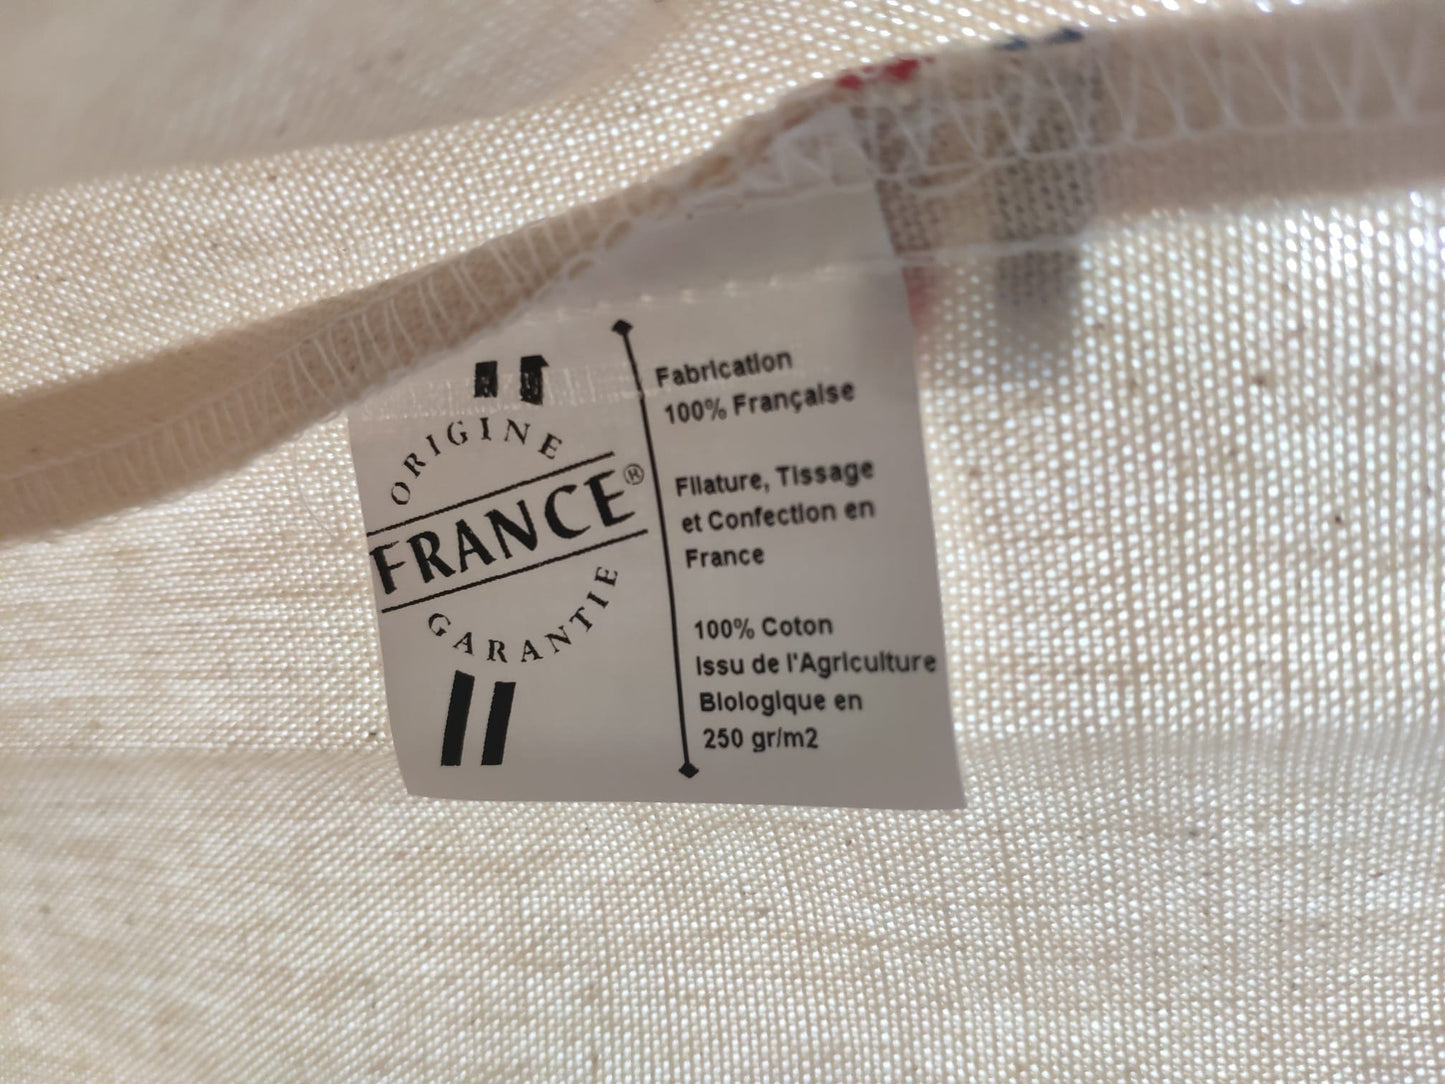 ORIGINE
FRANCE®
GARANTIE
Fabrication
100% Française
Filature, Tissage
et Confection en
France
100% Coton
Issu de l'Agriculture
Biologique en
250 gr/m2